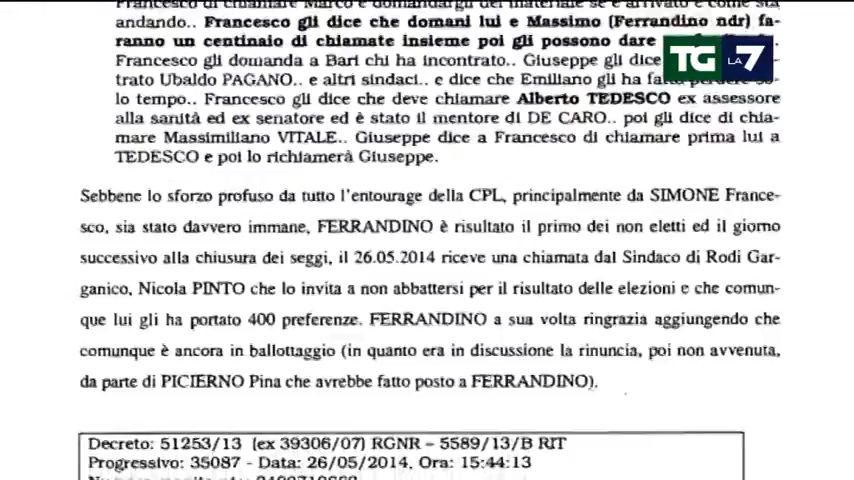 Francesco di chiamare Marco e domandargli del materiale se è arrivato e come sta
andando.. Francesco gli dice che domani lui e Massimo (Ferrandino ndr) fa-
ranno un centinaio di chiamate insieme poi gli possono dare
Francesco gli domanda a Bari chi ha incontrato.. Giuseppe gli dice
trato Ubaldo PAGANO.. e altri sindaci.. e dice che Emiliano gli ha fatto perdere so-
lo tempo.. Francesco gli dice che deve chiamare Alberto TEDESCO ex assessore
alla sanità ed ex senatore ed è stato il mentore di DE CARO.. poi gli dice di chia-
mare Massimiliano VITALE.. Giuseppe dice a Francesco di chiamare prima lui a
TEDESCO e poi lo richiamerà Giuseppe.
TG LA7
Sebbene lo sforzo profuso da tutto l'entourage della CPL, principalmente da SIMONE France-
sco, sia stato davvero immane, FERRANDINO è risultato il primo dei non eletti ed il giorno
successivo alla chiusura dei seggi, il 26.05.2014 riceve una chiamata dal Sindaco di Rodi Gar-
ganico, Nicola PINTO che lo invita a non abbattersi per il risultato delle elezioni e che comun-
que lui gli ha portato 400 preferenze. FERRANDINO a sua volta ringrazia aggiungendo che
comunque è ancora in ballottaggio (in quanto era in discussione la rinuncia, poi non avvenuta,
da parte di PICIERNO Pina che avrebbe fatto posto a FERRANDINO).
Decreto: 51253/13 (ex 39306/07) RGNR – 5589/13/B RIT
Progressivo: 35087 - Data: 26/05/2014, Ora: 15:44:13